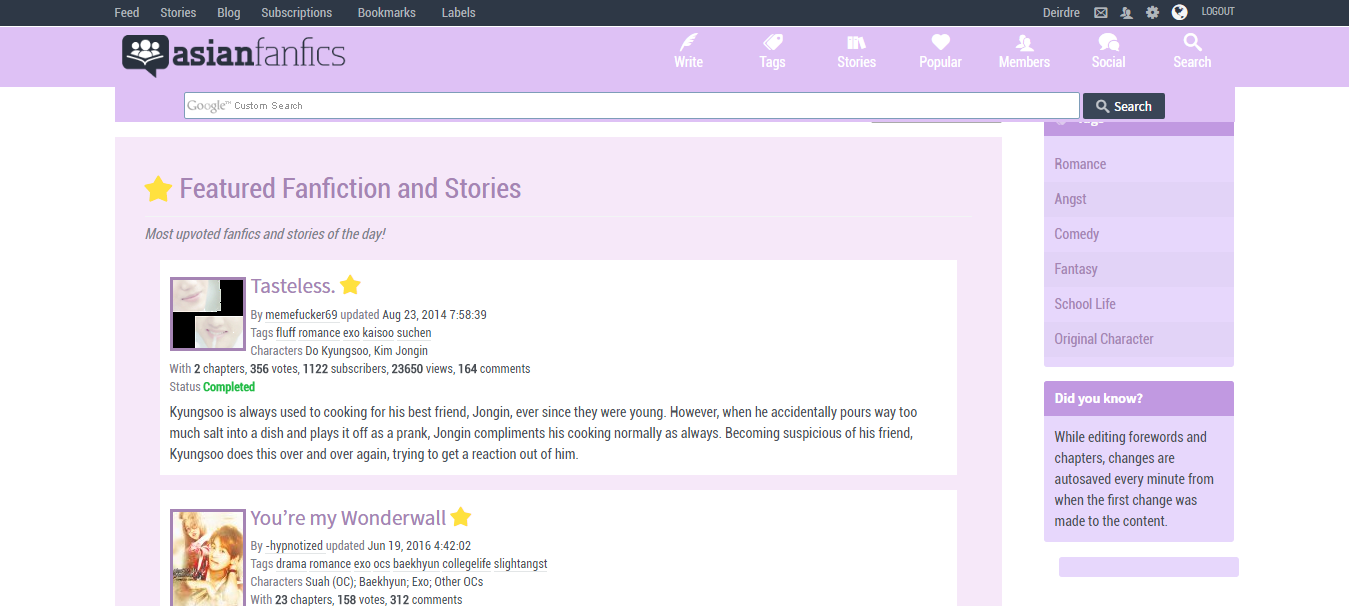 Feed Stories Blog Subscriptions Bookmarks Labels Deirdre LOGOUT
asianfanfics
Write Tags Stories Popular Members Social Search
Google™ Custom Search Search
Featured Fanfiction and Stories
Most upvoted fanfics and stories of the day!
Tasteless.
By memefucker69 updated Aug 23, 2014 7:58:39
Tags fluff romance exo kaisoo suchen
Characters Do Kyungsoo, Kim Jongin
With 2 chapters, 356 votes, 1122 subscribers, 23650 views, 164 comments
Status Completed
Kyungsoo is always used to cooking for his best friend, Jongin, ever since they were young. However, when he accidentally pours way too
much salt into a dish and plays it off as a prank, Jongin compliments his cooking normally as always. Becoming suspicious of his friend,
Kyungsoo does this over and over again, trying to get a reaction out of him.
You’re my Wonderwall
By -hypnotized updated Jun 19, 2016 4:42:02
Tags drama romance exo ocs baekhyun collegelife slightangst
Characters Suah (OC); Baekhyun; Exo; Other OCs
With 23 chapters, 158 votes, 312 comments
Romance
Angst
Comedy
Fantasy
School Life
Original Character
Did you know?
While editing forewords and
chapters, changes are
autosaved every minute from
when the first change was
made to the content.